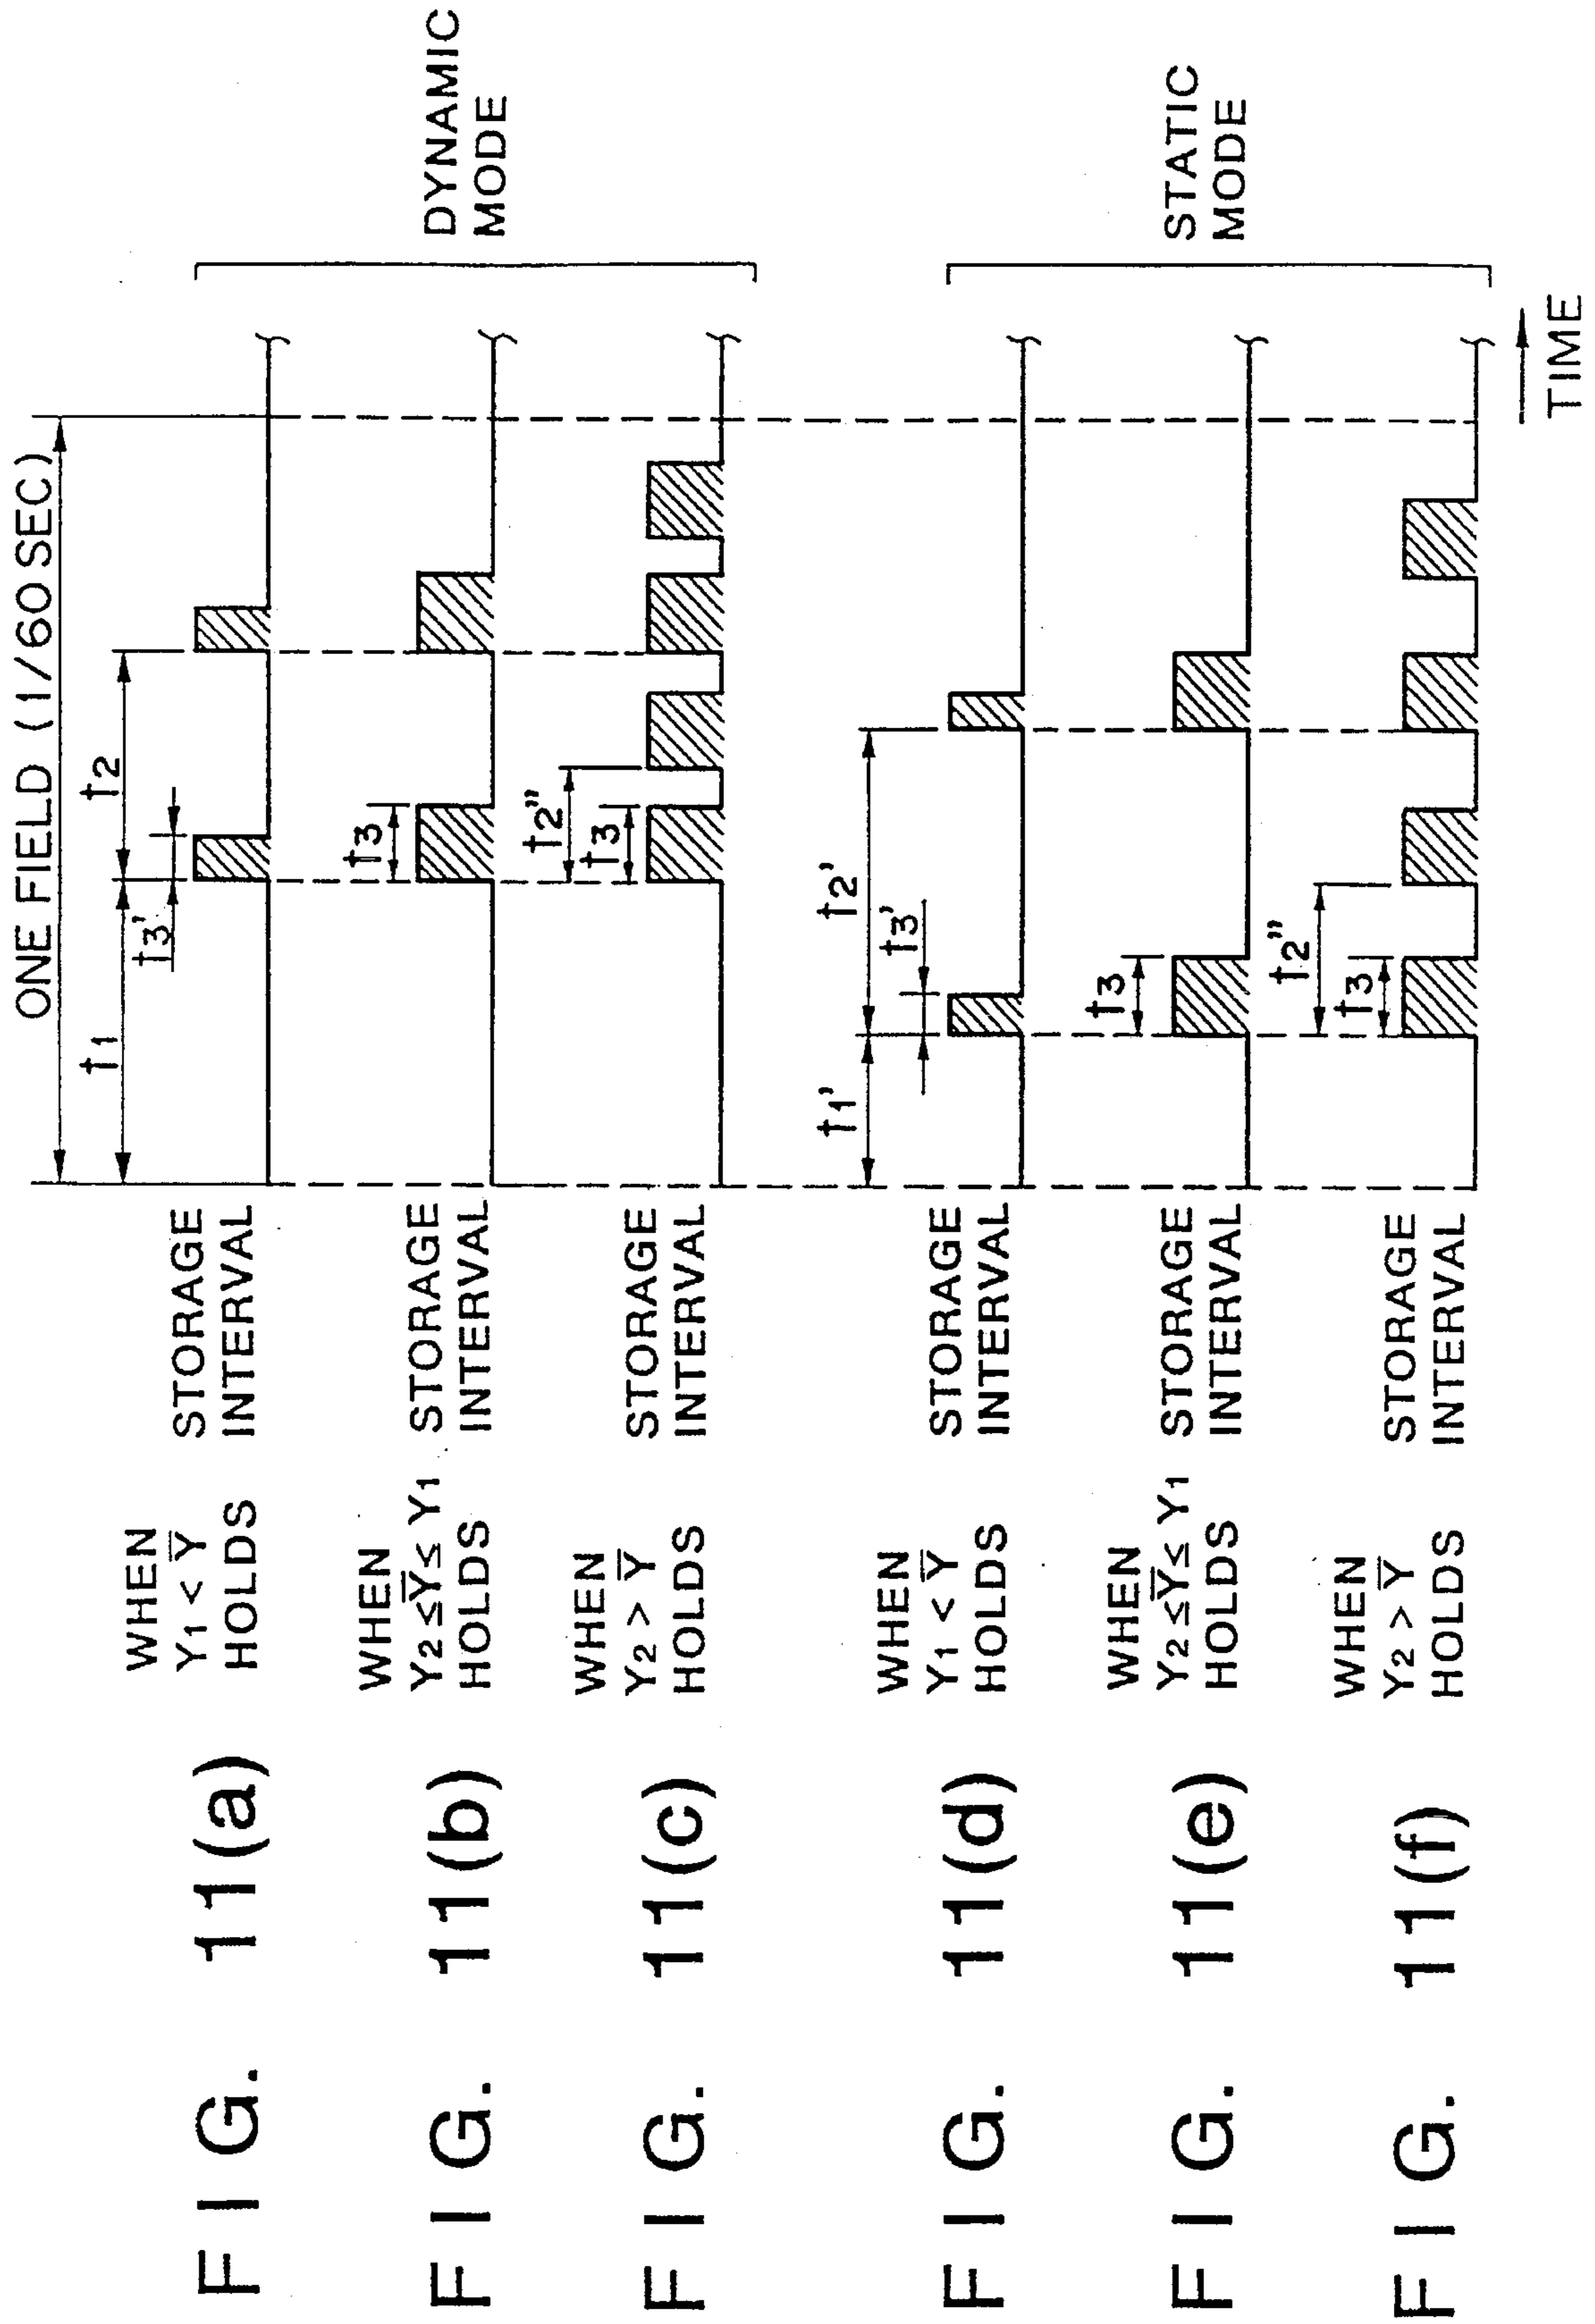 ONE FIELD (1/60 SEC)
FIG. 11(a)
WHEN
Y1 < Y̅
HOLDS
STORAGE
INTERVAL
t1
t3'
t2
FIG. 11(b)
WHEN
Y2 ≤ Y̅ ≤ Y1
HOLDS
STORAGE
INTERVAL
t3
FIG. 11(c)
WHEN
Y2 > Y̅
HOLDS
STORAGE
INTERVAL
t2"
t3
DYNAMIC
MODE
FIG. 11(d)
WHEN
Y1 < Y̅
HOLDS
STORAGE
INTERVAL
t1'
t2'
t3'
FIG. 11(e)
WHEN
Y2 ≤ Y̅ ≤ Y1
HOLDS
STORAGE
INTERVAL
t3
FIG. 11(f)
WHEN
Y2 > Y̅
HOLDS
STORAGE
INTERVAL
t2"
t3
STATIC
MODE
TIME